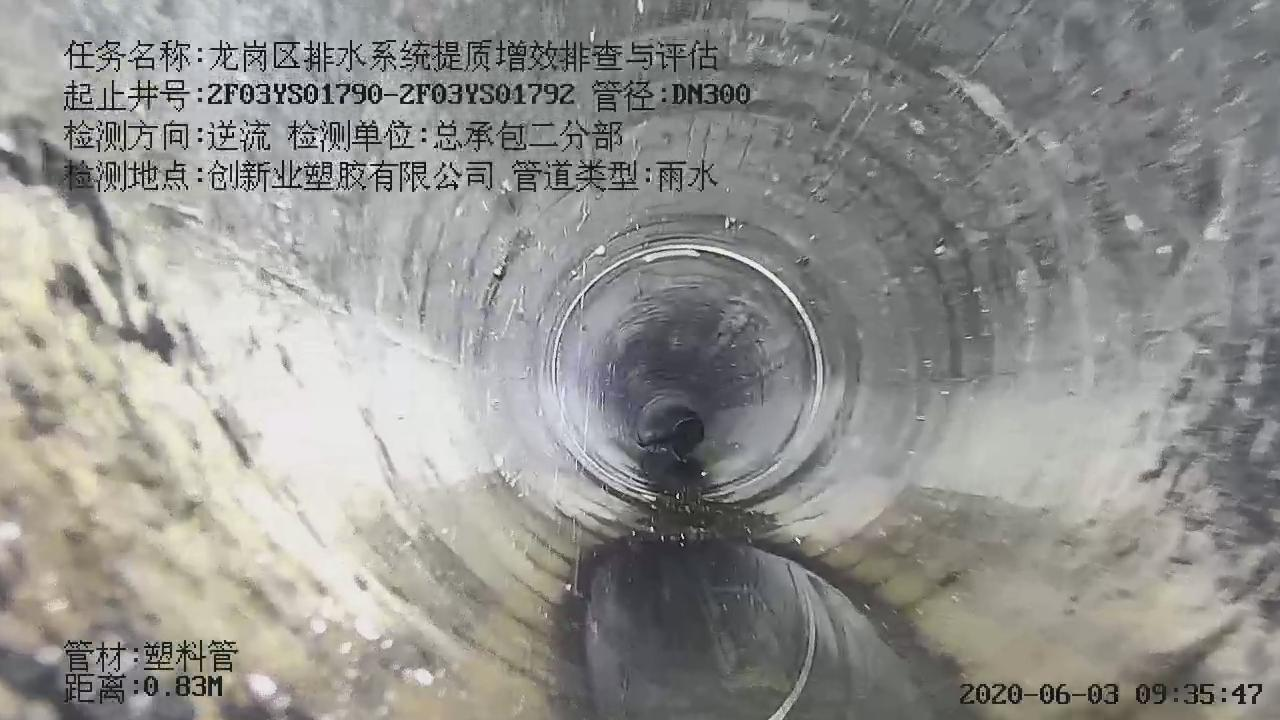 任务名称:龙岗区排水系统提质增效排查与评估
起止井号:2F03YS01790-2F03YS01792 管径:DN300
检测方向:逆流 检测单位:总承包二分部
检测地点:创新业塑胶有限公司 管道类型:雨水
管材:塑料管
距离:0.83M
2020-06-03 09:35:47